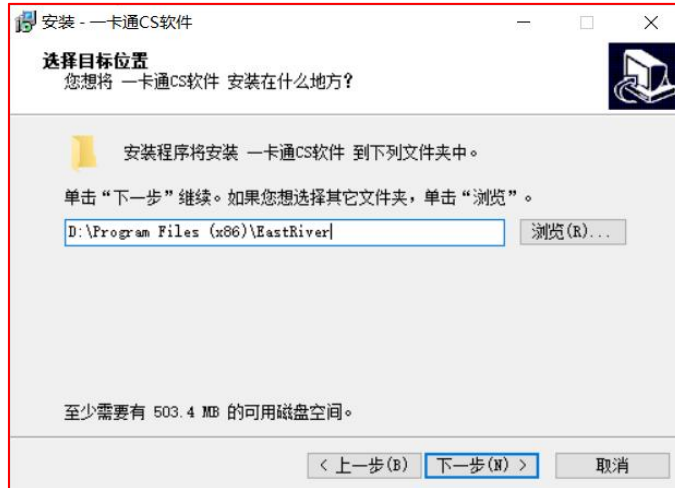 安装 - 一卡通CS软件
选择目标位置
您想将 一卡通CS软件 安装在什么地方?
安装程序将安装 一卡通CS软件 到下列文件夹中。
单击“下一步”继续。如果您想选择其它文件夹，单击“浏览”。
D:\Program Files (x86)\EastRiver
浏览(R)...
至少需要有 503.4 MB 的可用磁盘空间。
< 上一步(B) 下一步(N) > 取消